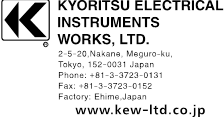 KYORITSU ELECTRICAL
INSTRUMENTS
WORKS, LTD.
2-5-20,Nakane, Meguro-ku,
Tokyo, 152-0031 Japan
Phone: +81-3-3723-0131
Fax: +81-3-3723-0152
Factory: Ehime,Japan
www.kew-ltd.co.jp